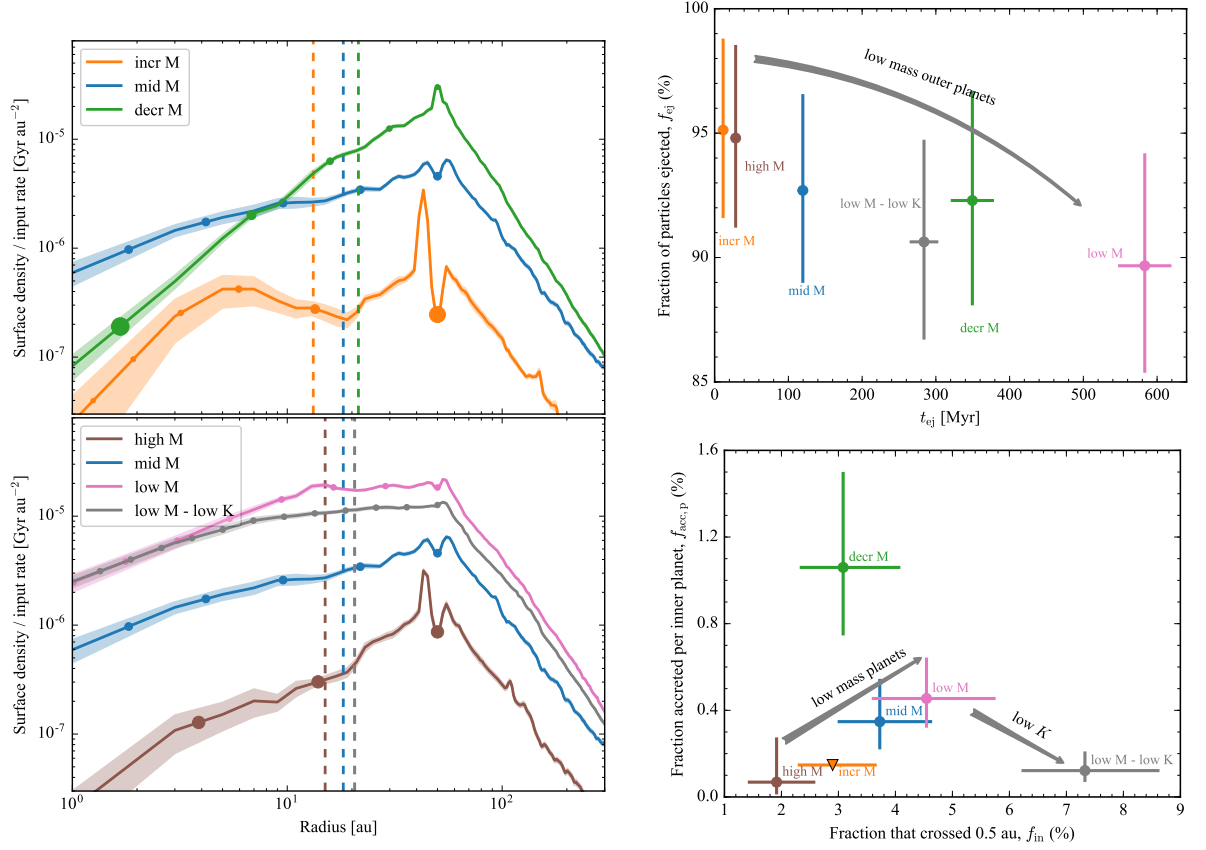 incr M
mid M
decr M
Surface density / input rate [Gyr au⁻²]
10⁻⁵
10⁻⁶
10⁻⁷
high M
mid M
low M
low M - low K
Surface density / input rate [Gyr au⁻²]
10⁻⁵
10⁻⁶
10⁻⁷
10⁰
10¹
10²
Radius [au]
100
95
90
85
Fraction of particles ejected, f_ej (%)
low mass outer planets
high M
incr M
mid M
low M - low K
decr M
low M
0
100
200
300
400
500
600
t_ej [Myr]
1.6
1.2
0.8
0.4
0.0
Fraction accreted per inner planet, f_acc, p (%)
decr M
low mass planets
low M
mid M
low K
high M
incr M
low M - low K
1
2
3
4
5
6
7
8
9
Fraction that crossed 0.5 au, f_in (%)